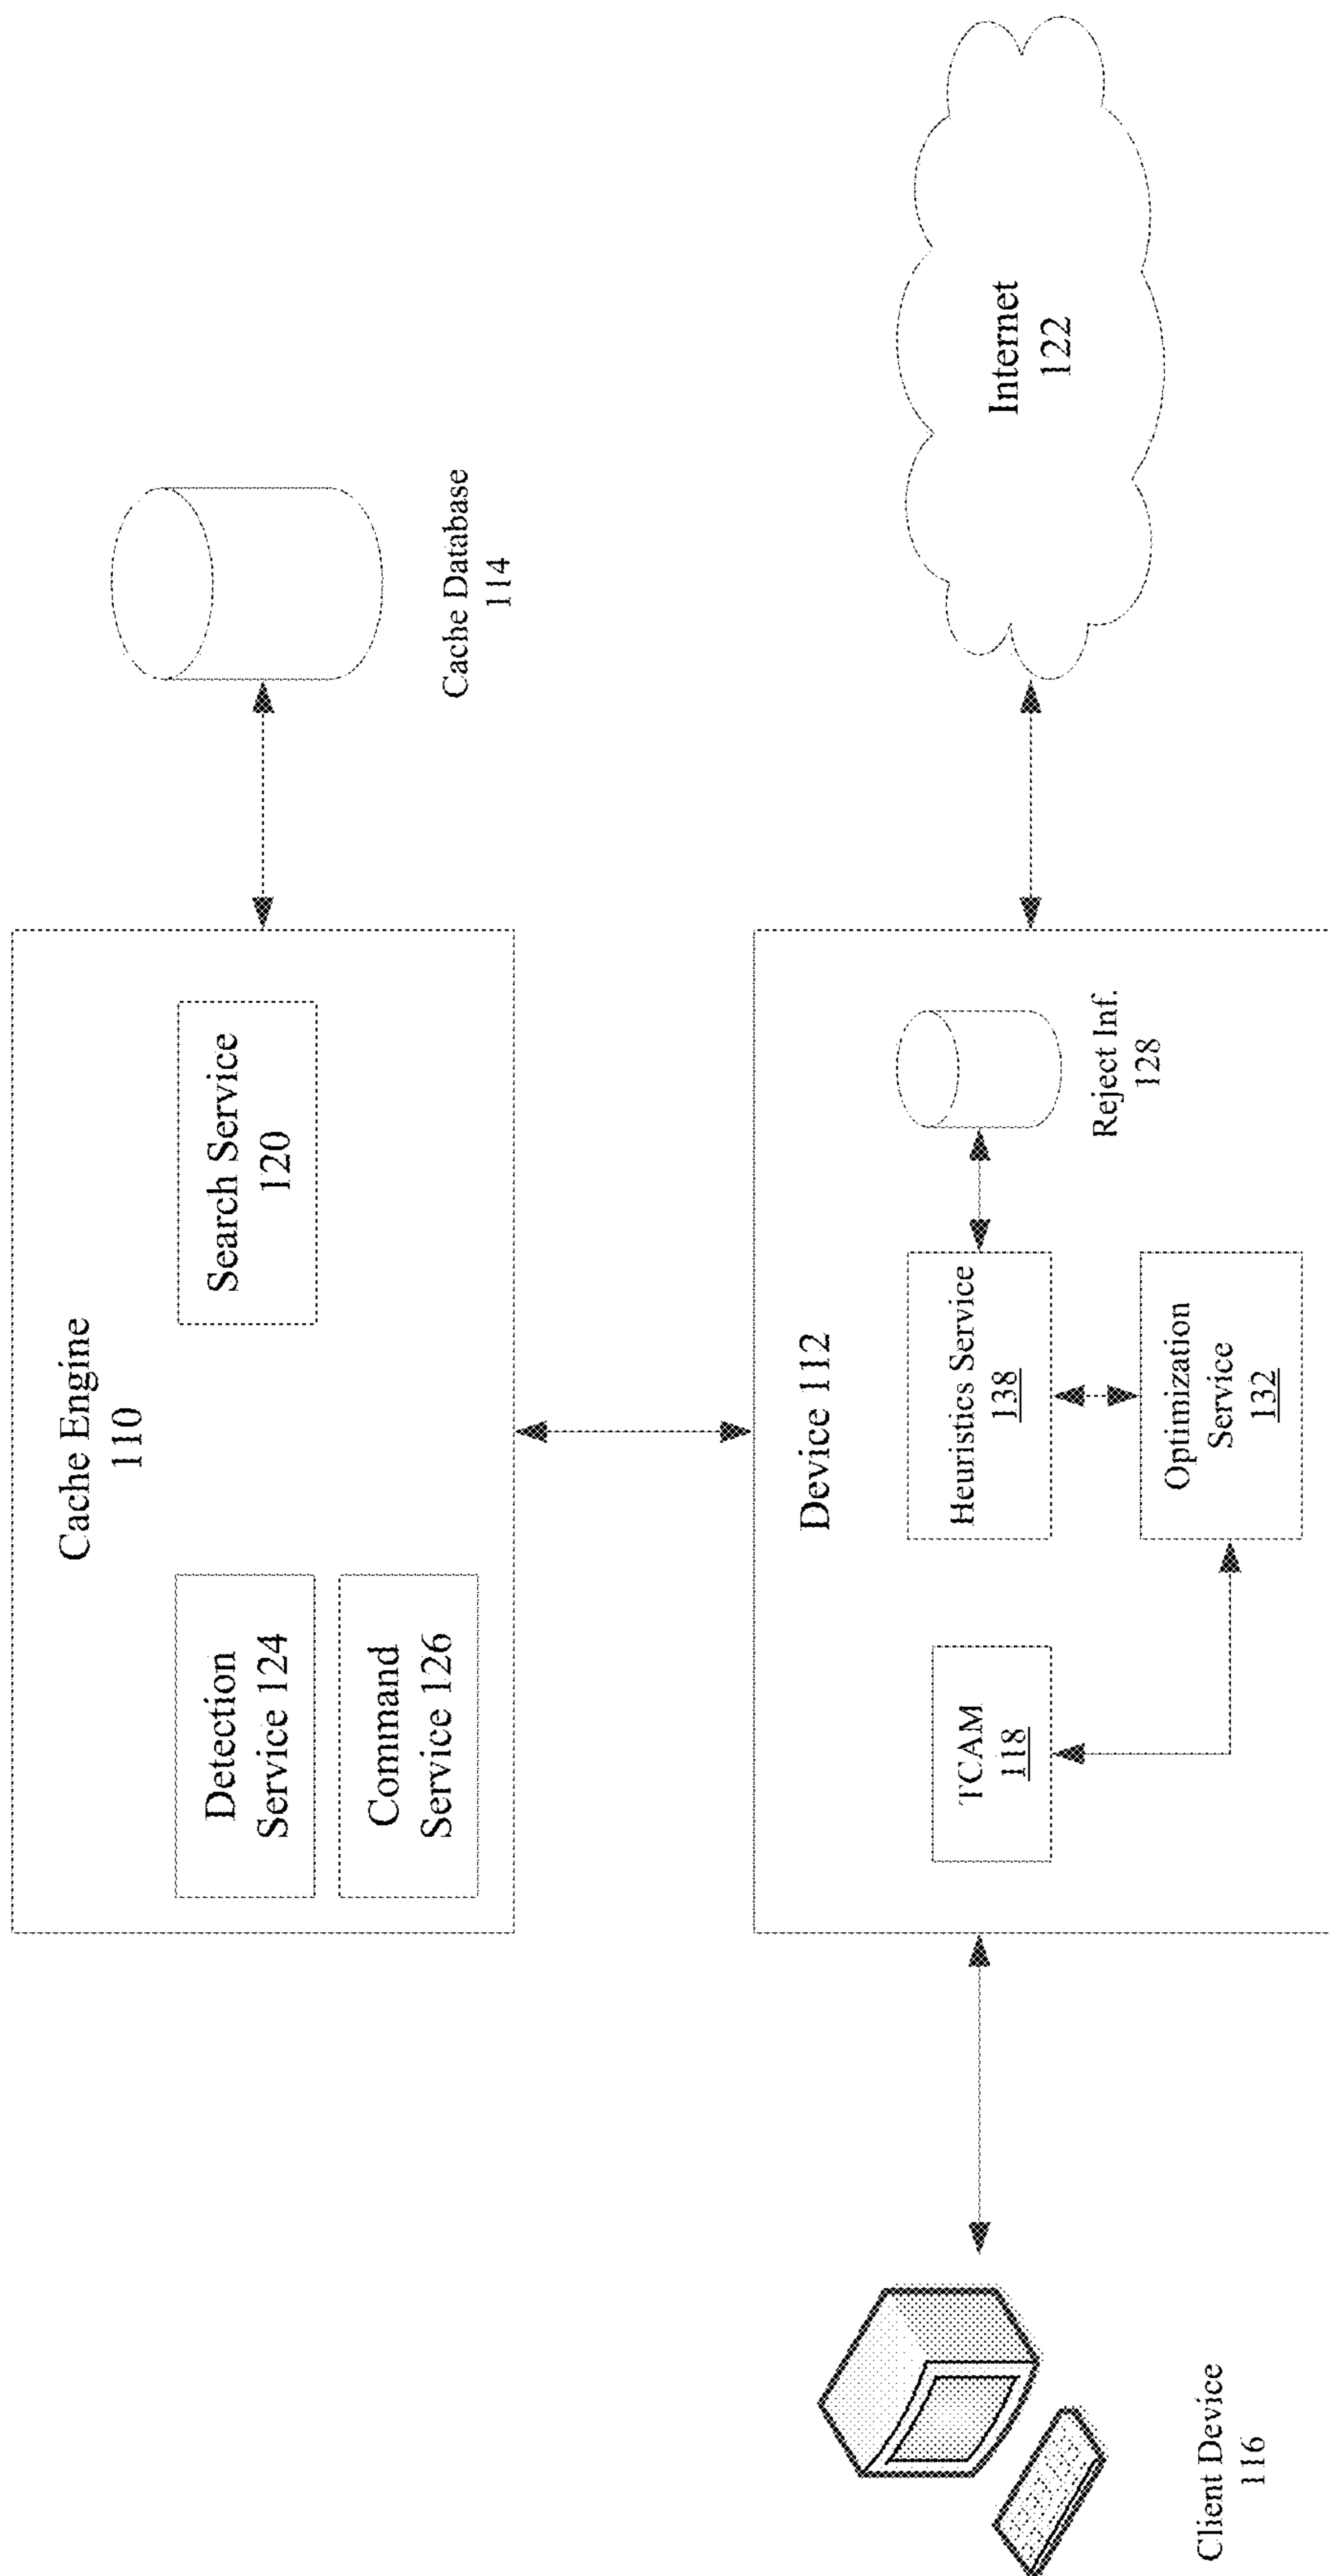 Cache Engine
110
Detection
Service 124
Command
Service 126
Search Service
120
Cache Database
114
Device 112
TCAM
118
Heuristics Service
138
Optimization
Service
132
Reject Inf.
128
Internet
122
Client Device
116